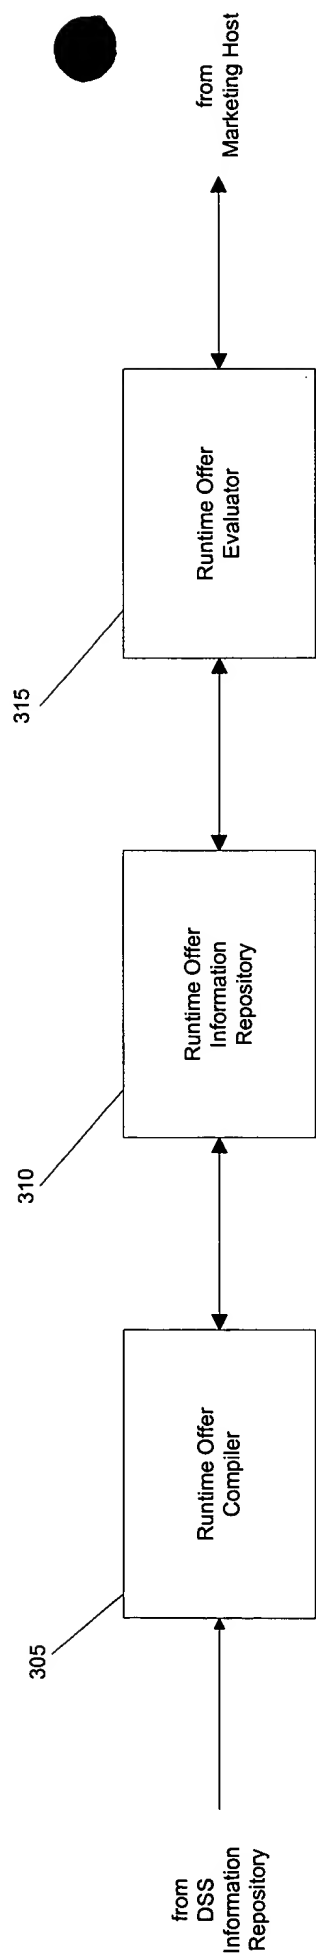 from
DSS
Information
Repository
305
Runtime Offer
Compiler
310
Runtime Offer
Information
Repository
315
Runtime Offer
Evaluator
from
Marketing Host